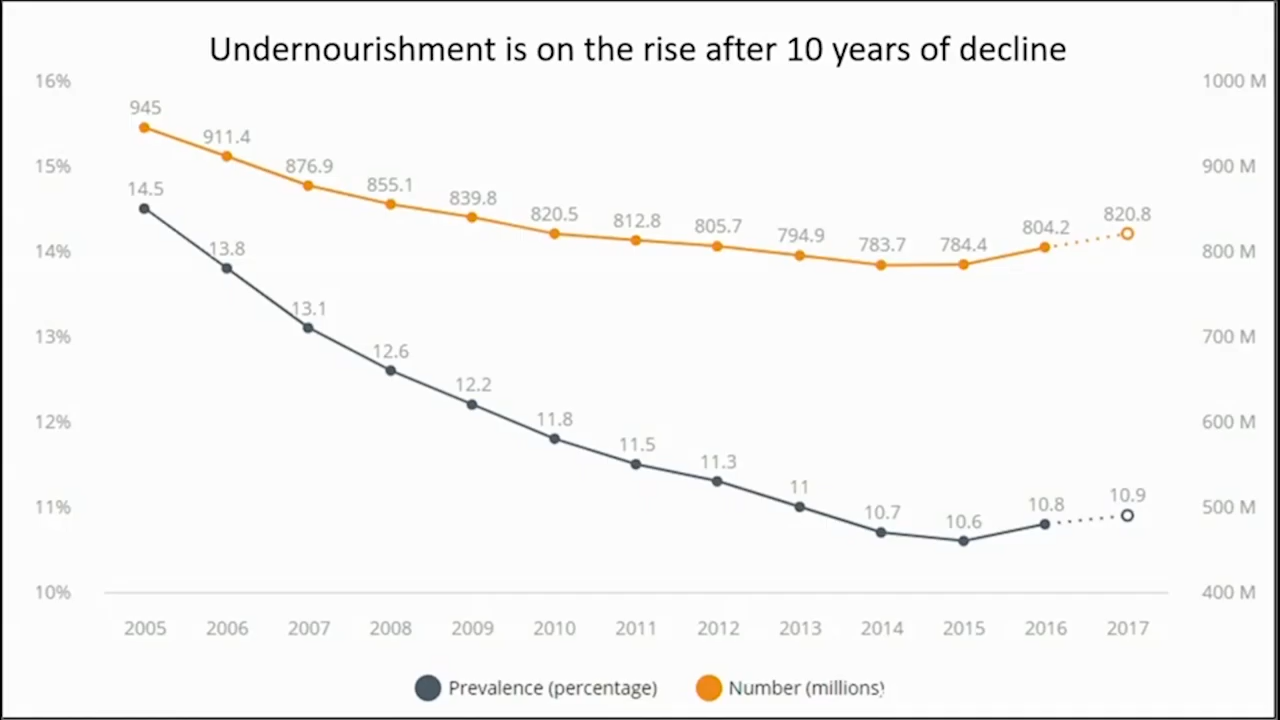 Undernourishment is on the rise after 10 years of decline
16% 1000 M
945
911.4
15% 876.9 900 M
14.5 855.1 839.8
820.5 812.8 805.7 794.9 783.7 784.4 804.2 820.8
14% 13.8 800 M
13.1
13% 12.6 700 M
12.2
12% 11.8 600 M
11.5 11.3
11% 11 10.7 10.6 10.8 10.9 500 M
10% 400 M
2005 2006 2007 2008 2009 2010 2011 2012 2013 2014 2015 2016 2017
Prevalence (percentage) Number (millions)